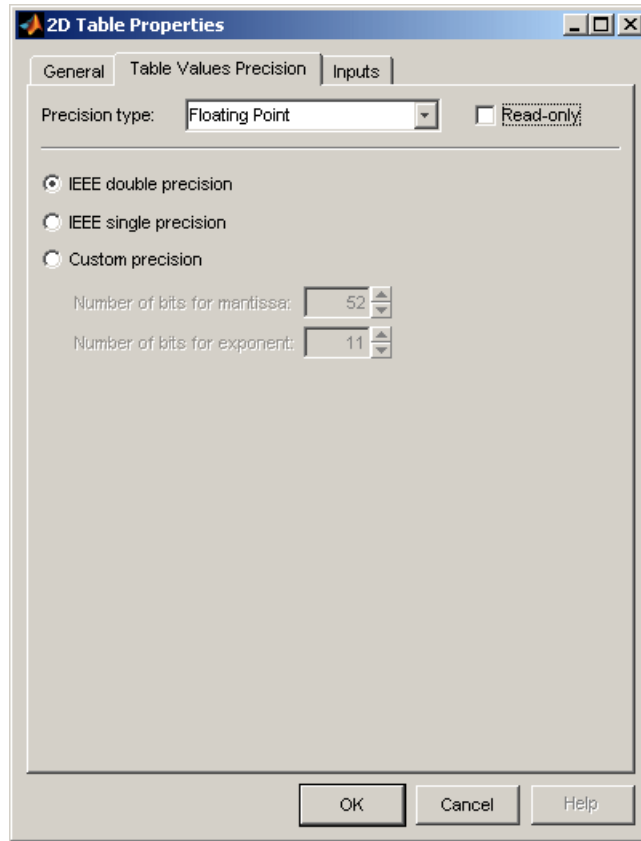 2D Table Properties
General Table Values Precision Inputs
Precision type: Floating Point Read-only
IEEE double precision
IEEE single precision
Custom precision
Number of bits for mantissa: 52
Number of bits for exponent: 11
OK Cancel Help